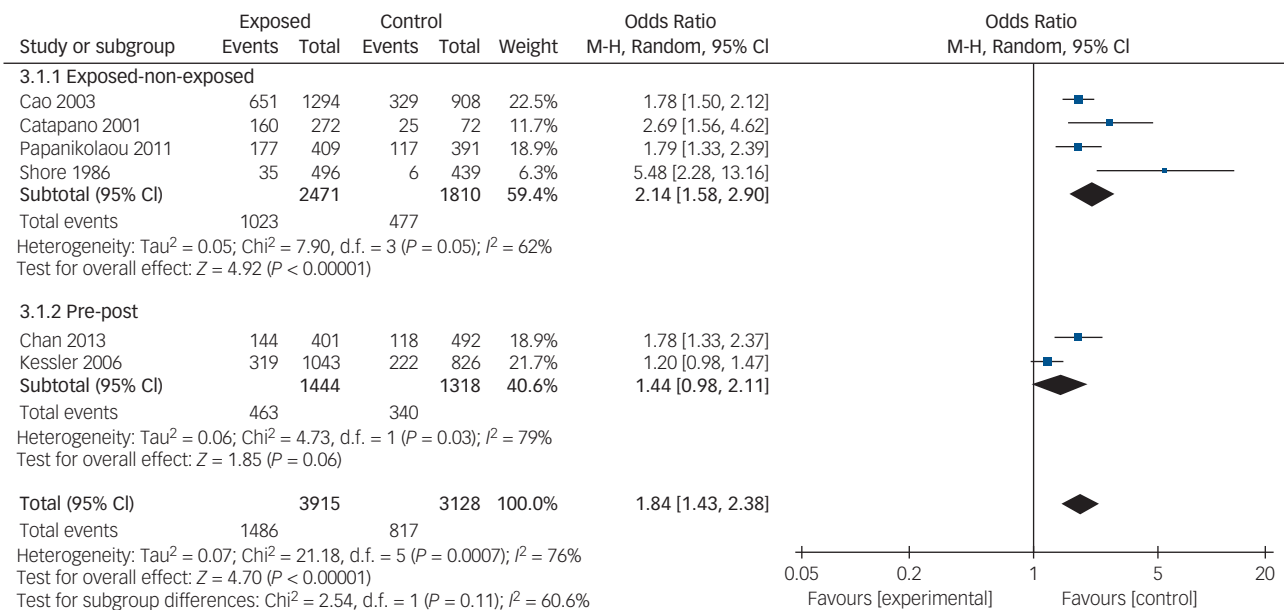 Exposed Control Odds Ratio Odds Ratio
Study or subgroup Events Total Events Total Weight M-H, Random, 95% CI M-H, Random, 95% CI
3.1.1 Exposed-non-exposed
Cao 2003 651 1294 329 908 22.5% 1.78 [1.50, 2.12]
Catapano 2001 160 272 25 72 11.7% 2.69 [1.56, 4.62]
Papanikolaou 2011 177 409 117 391 18.9% 1.79 [1.33, 2.39]
Shore 1986 35 496 6 439 6.3% 5.48 [2.28, 13.16]
Subtotal (95% CI) 2471 1810 59.4% 2.14 [1.58, 2.90]
Total events 1023 477
Heterogeneity: Tau² = 0.05; Chi² = 7.90, d.f. = 3 (P = 0.05); I² = 62%
Test for overall effect: Z = 4.92 (P < 0.00001)
3.1.2 Pre-post
Chan 2013 144 401 118 492 18.9% 1.78 [1.33, 2.37]
Kessler 2006 319 1043 222 826 21.7% 1.20 [0.98, 1.47]
Subtotal (95% CI) 1444 1318 40.6% 1.44 [0.98, 2.11]
Total events 463 340
Heterogeneity: Tau² = 0.06; Chi² = 4.73, d.f. = 1 (P = 0.03); I² = 79%
Test for overall effect: Z = 1.85 (P = 0.06)
Total (95% CI) 3915 3128 100.0% 1.84 [1.43, 2.38]
Total events 1486 817
Heterogeneity: Tau² = 0.07; Chi² = 21.18, d.f. = 5 (P = 0.0007); I² = 76%
Test for overall effect: Z = 4.70 (P < 0.00001)
Test for subgroup differences: Chi² = 2.54, d.f. = 1 (P = 0.11); I² = 60.6%
0.05 0.2 1 5 20
Favours [experimental] Favours [control]